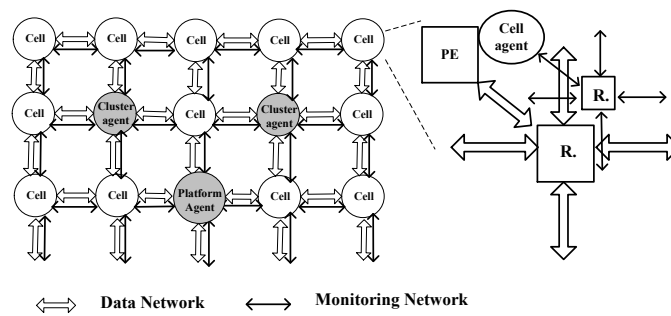 Cell Cell Cell Cell Cell
Cell Cluster agent Cell Cluster agent Cell
Cell Cell Platform Agent Cell Cell
PE
Cell agent
R.
R.
Data Network
Monitoring Network